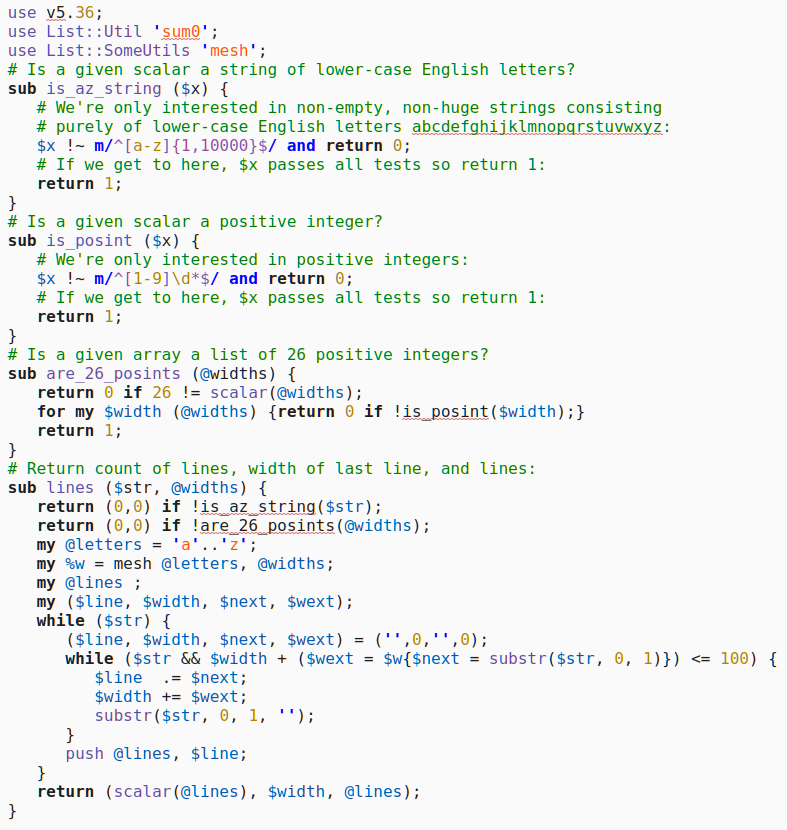 use v5.36;
use List::Util 'sum0';
use List::SomeUtils 'mesh';
# Is a given scalar a string of lower-case English letters?
sub is_az_string ($x) {
   # We're only interested in non-empty, non-huge strings consisting
   # purely of lower-case English letters abcdefghijklmnopqrstuvwxyz:
   $x !~ m/^[a-z]{1,10000}$/ and return 0;
   # If we get to here, $x passes all tests so return 1:
   return 1;
}
# Is a given scalar a positive integer?
sub is_posint ($x) {
   # We're only interested in positive integers:
   $x !~ m/^[1-9]\d*$/ and return 0;
   # If we get to here, $x passes all tests so return 1:
   return 1;
}
# Is a given array a list of 26 positive integers?
sub are_26_posints (@widths) {
   return 0 if 26 != scalar(@widths);
   for my $width (@widths) {return 0 if !is_posint($width);}
   return 1;
}
# Return count of lines, width of last line, and lines:
sub lines ($str, @widths) {
   return (0,0) if !is_az_string($str);
   return (0,0) if !are_26_posints(@widths);
   my @letters = 'a'..'z';
   my %w = mesh @letters, @widths;
   my @lines ;
   my ($line, $width, $next, $wext);
   while ($str) {
      ($line, $width, $next, $wext) = ('',0,'',0);
      while ($str && $width + ($wext = $w{$next = substr($str, 0, 1)}) <= 100) {
         $line  .= $next;
         $width += $wext;
         substr($str, 0, 1, '');
      }
      push @lines, $line;
   }
   return (scalar(@lines), $width, @lines);
}